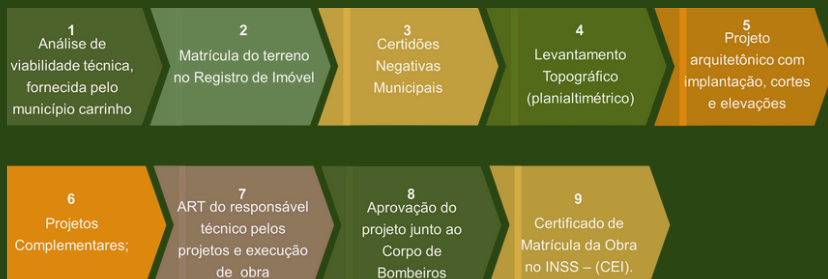 1
Análise de
viabilidade técnica,
fornecida pelo
município carrinho
2
Matrícula do terreno
no Registro de Imóvel
3
Certidões
Negativas
Municipais
4
Levantamento
Topográfico
(planialtimétrico)
5
Projeto
arquitetônico com
implantação, cortes
e elevações
6
Projetos
Complementares;
7
ART do responsável
técnico pelos
projetos e execução
de obra
8
Aprovação do
projeto junto ao
Corpo de
Bombeiros
9
Certificado de
Matrícula da Obra
no INSS – (CEI).